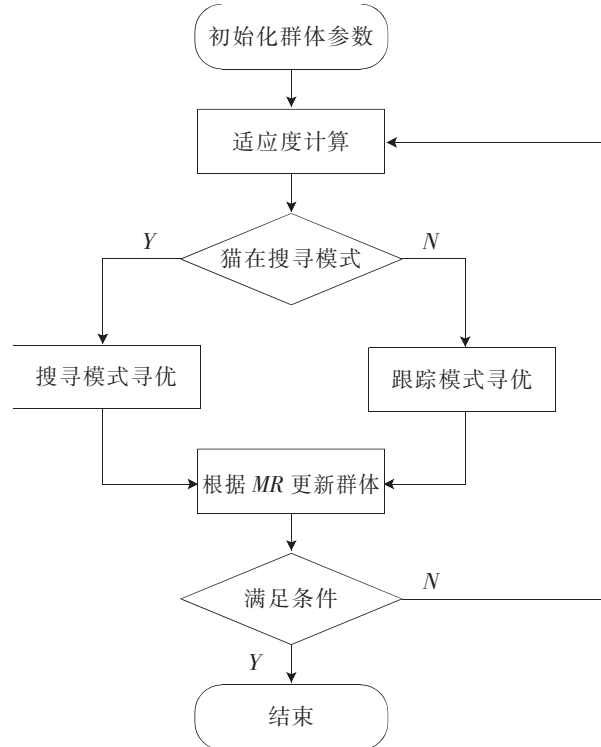 初始化群体参数
适应度计算
Y
猫在搜寻模式
N
搜寻模式寻优
跟踪模式寻优
根据 MR 更新群体
满足条件
N
Y
结束